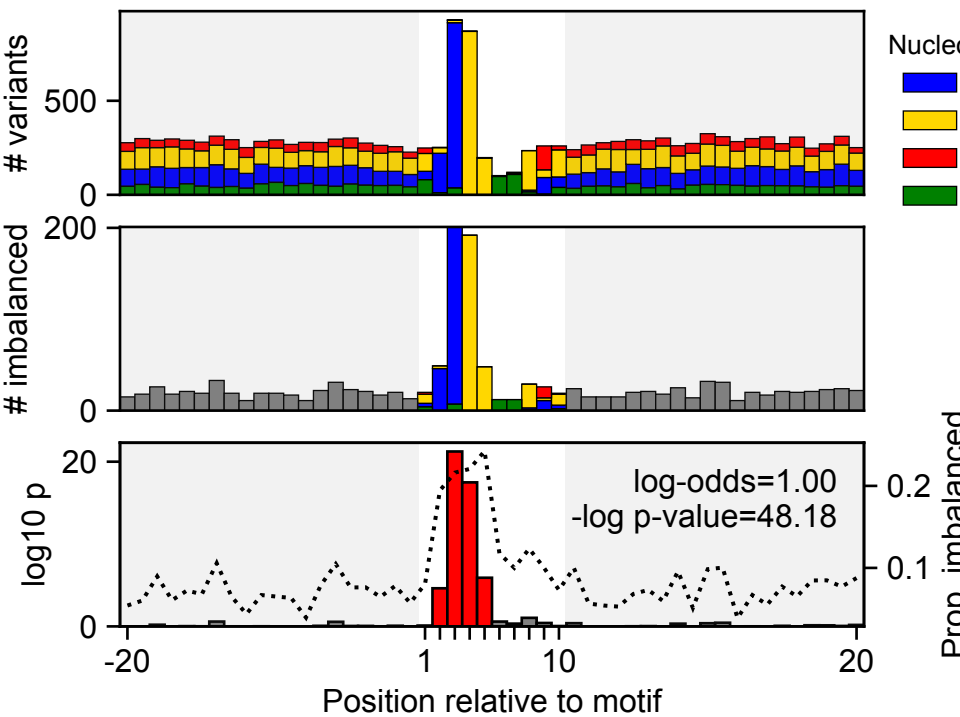 # variants
500
0
Nucleo
# imbalanced
200
0
log10 p
20
0
log-odds=1.00
-log p-value=48.18
0.2
0.1
Prop. imbalanced
-20
1
10
20
Position relative to motif